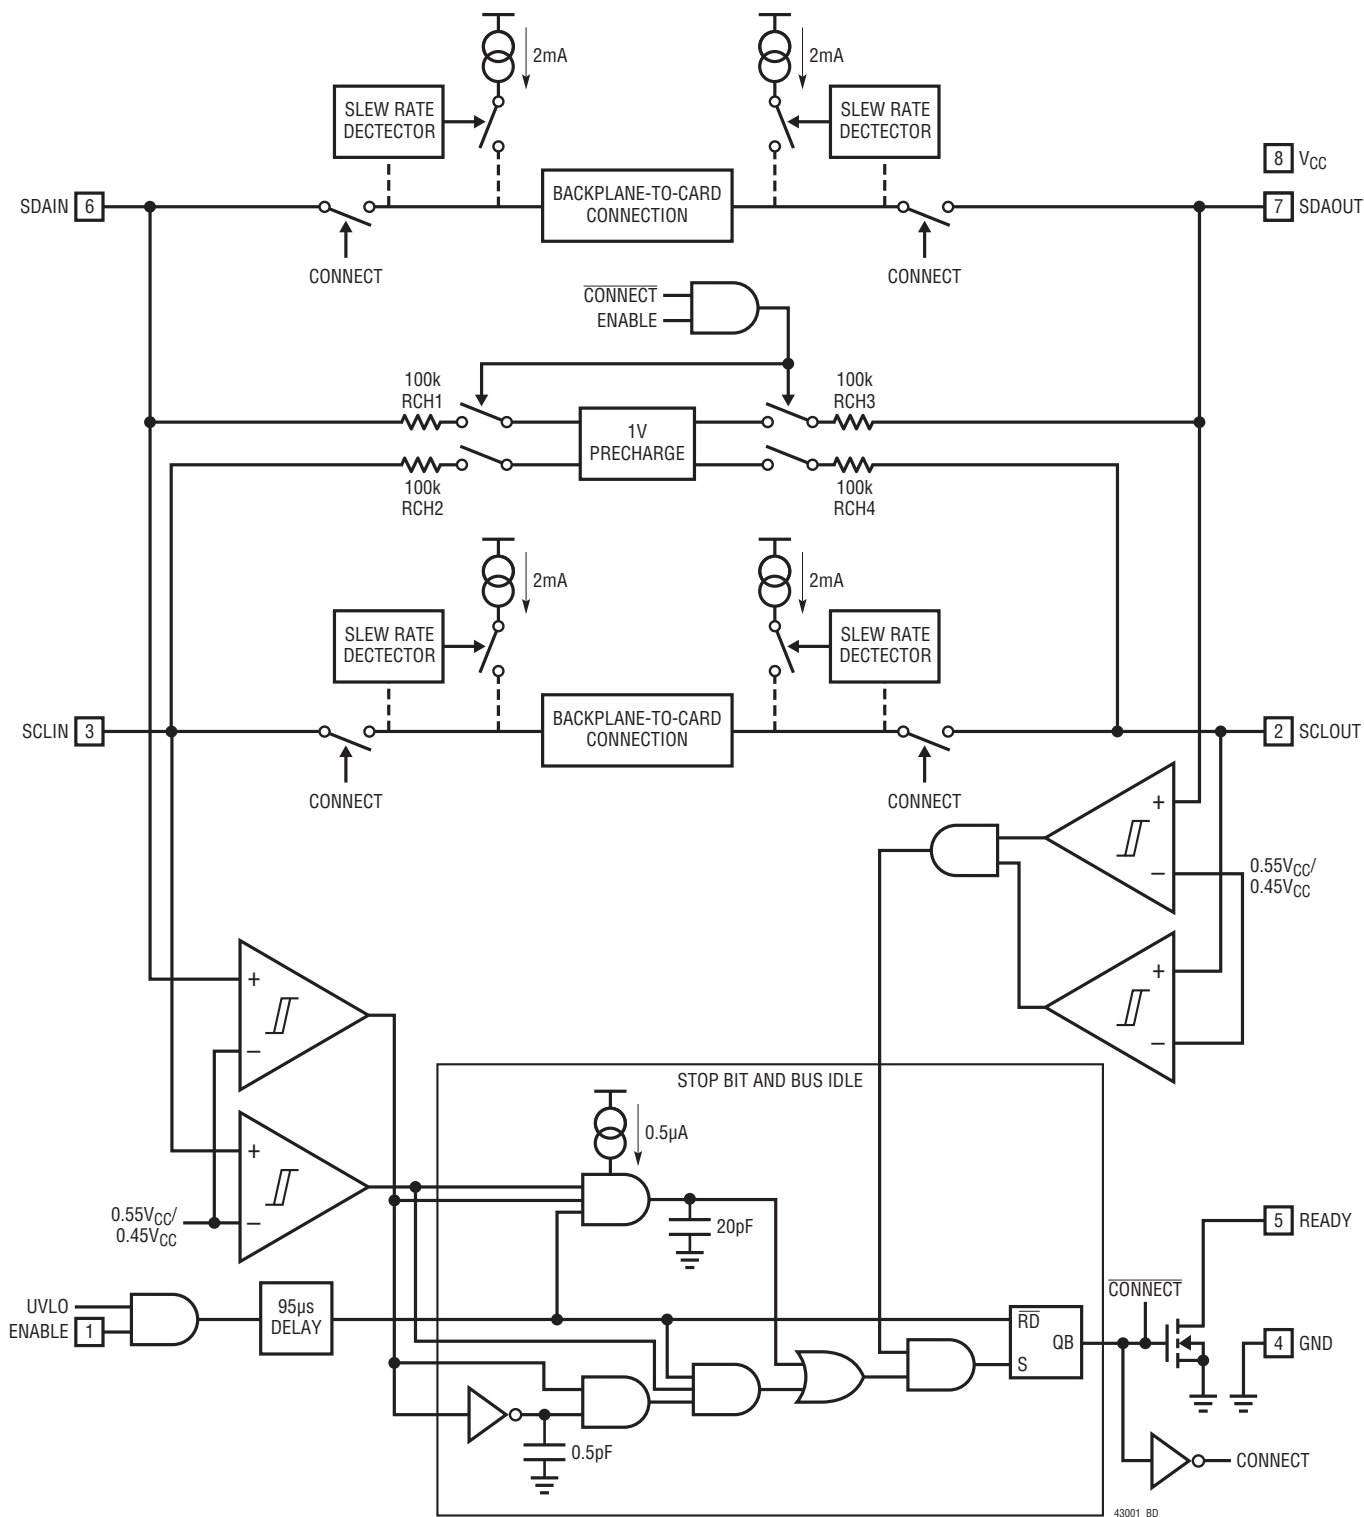 2mA
2mA
SLEW RATE
DECTECTOR
SLEW RATE
DECTECTOR
8 VCC
SDAIN 6
BACKPLANE-TO-CARD
CONNECTION
7 SDAOUT
CONNECT
CONNECT
CONNECT
ENABLE
100k
RCH1
100k
RCH3
1V
PRECHARGE
100k
RCH2
100k
RCH4
2mA
2mA
SLEW RATE
DECTECTOR
SLEW RATE
DECTECTOR
SCLIN 3
BACKPLANE-TO-CARD
CONNECTION
2 SCLOUT
CONNECT
CONNECT
+
–
0.55VCC/
0.45VCC
+
–
+
–
STOP BIT AND BUS IDLE
0.5µA
+
–
0.55VCC/
0.45VCC
20pF
5 READY
UVLO
ENABLE 1
95µs
DELAY
CONNECT
RD
QB
S
4 GND
0.5pF
CONNECT
43001 BD